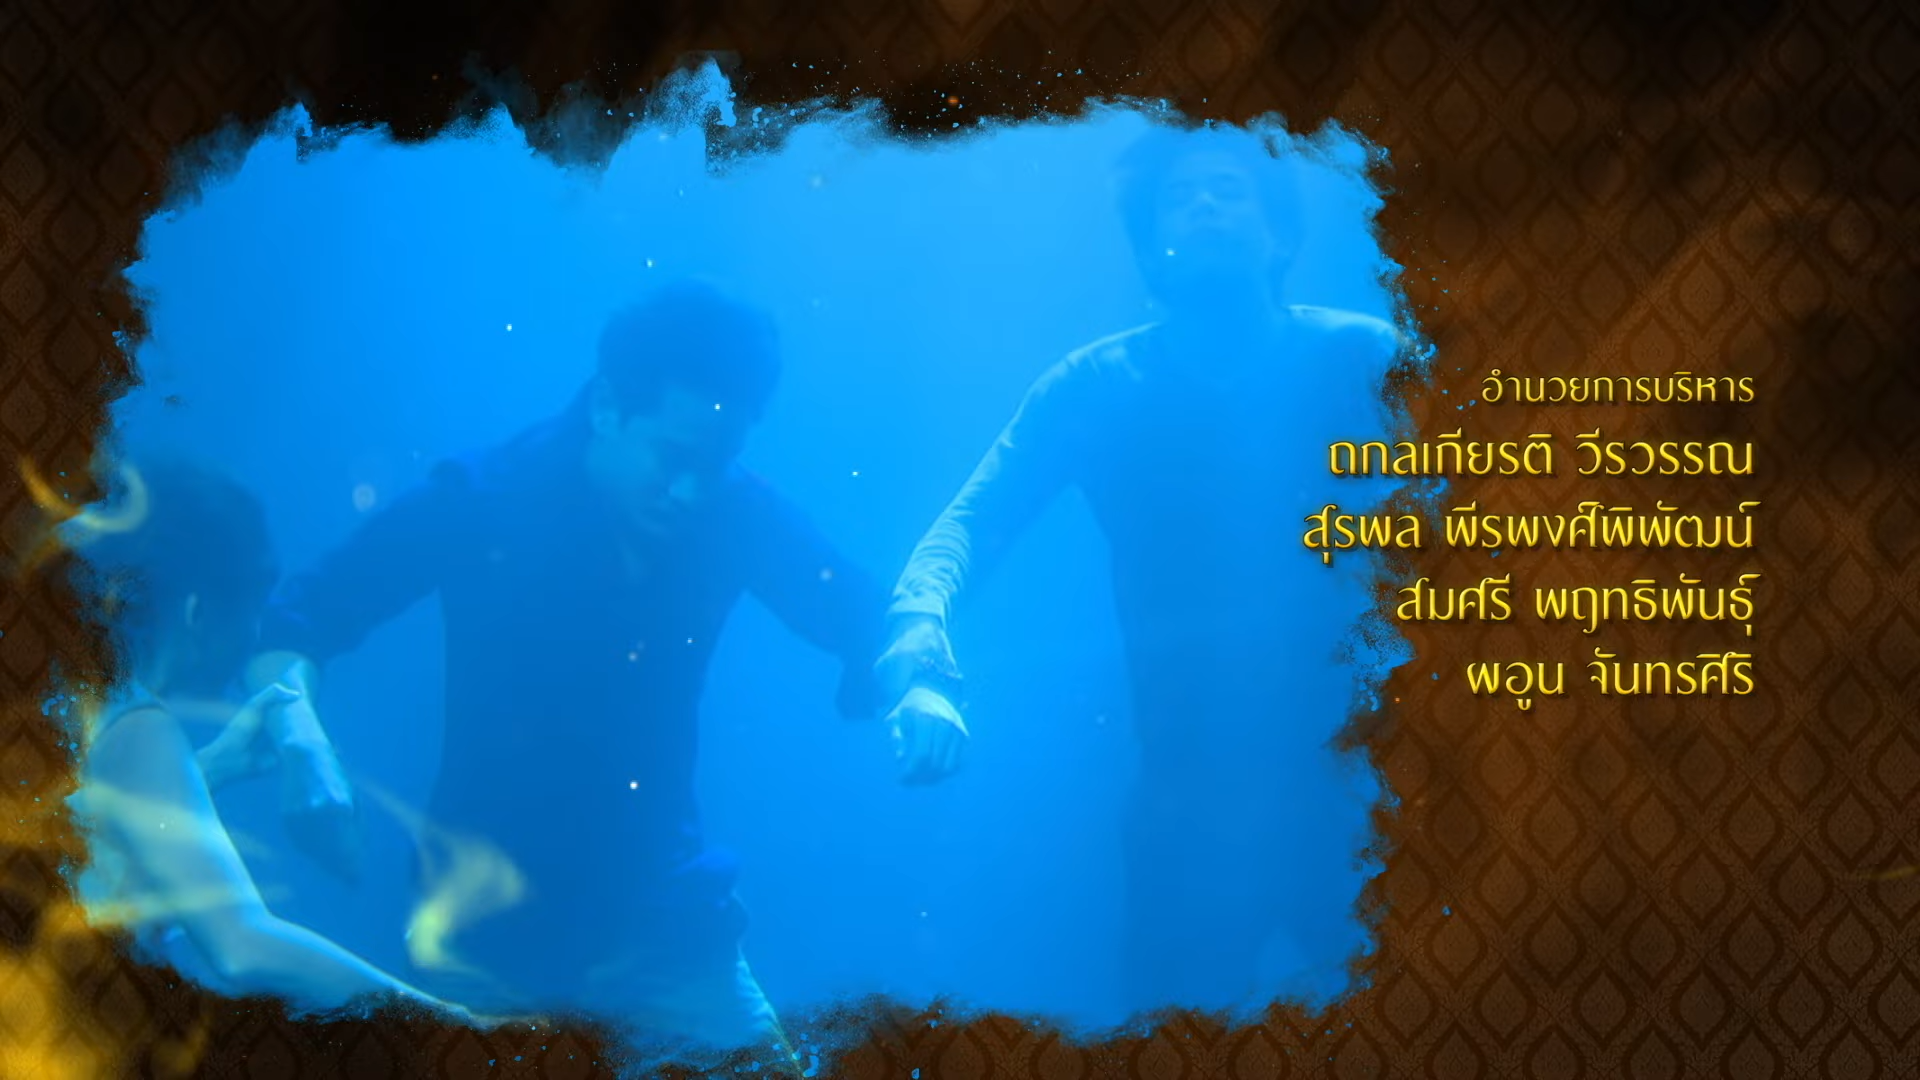 อำนวยการบริหาร
ถกลเกียรติ วีรวรรณ
สุรพล พีรพงศ์พิพัฒน์
สมศรี พฤทธิพันธุ์
ผอูน จันทรศิริ